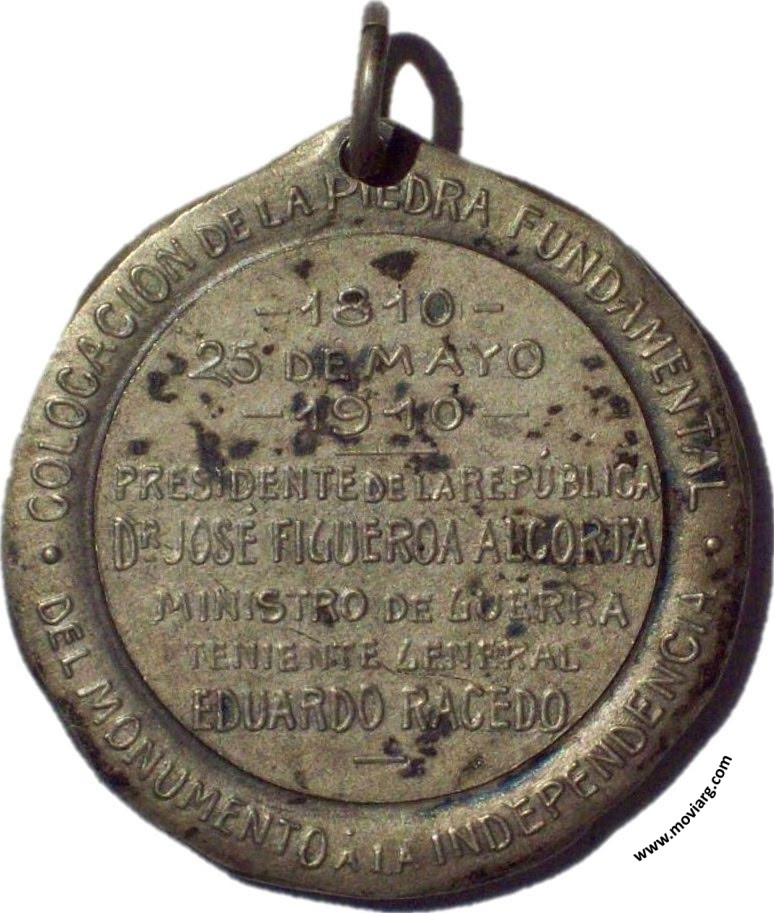 COLOCACION DE LA PIEDRA FUNDAMENTAL
• DEL MONUMENTO A LA INDEPENDENCIA •
- 1810 -
25 DE MAYO
- 1910 -
PRESIDENTE DE LA REPÚBLICA
DR JOSÉ FIGUEROA ALCORTA
MINISTRO DE GUERRA
TENIENTE GENERAL
EDUARDO RACEDO
www.moviarg.com